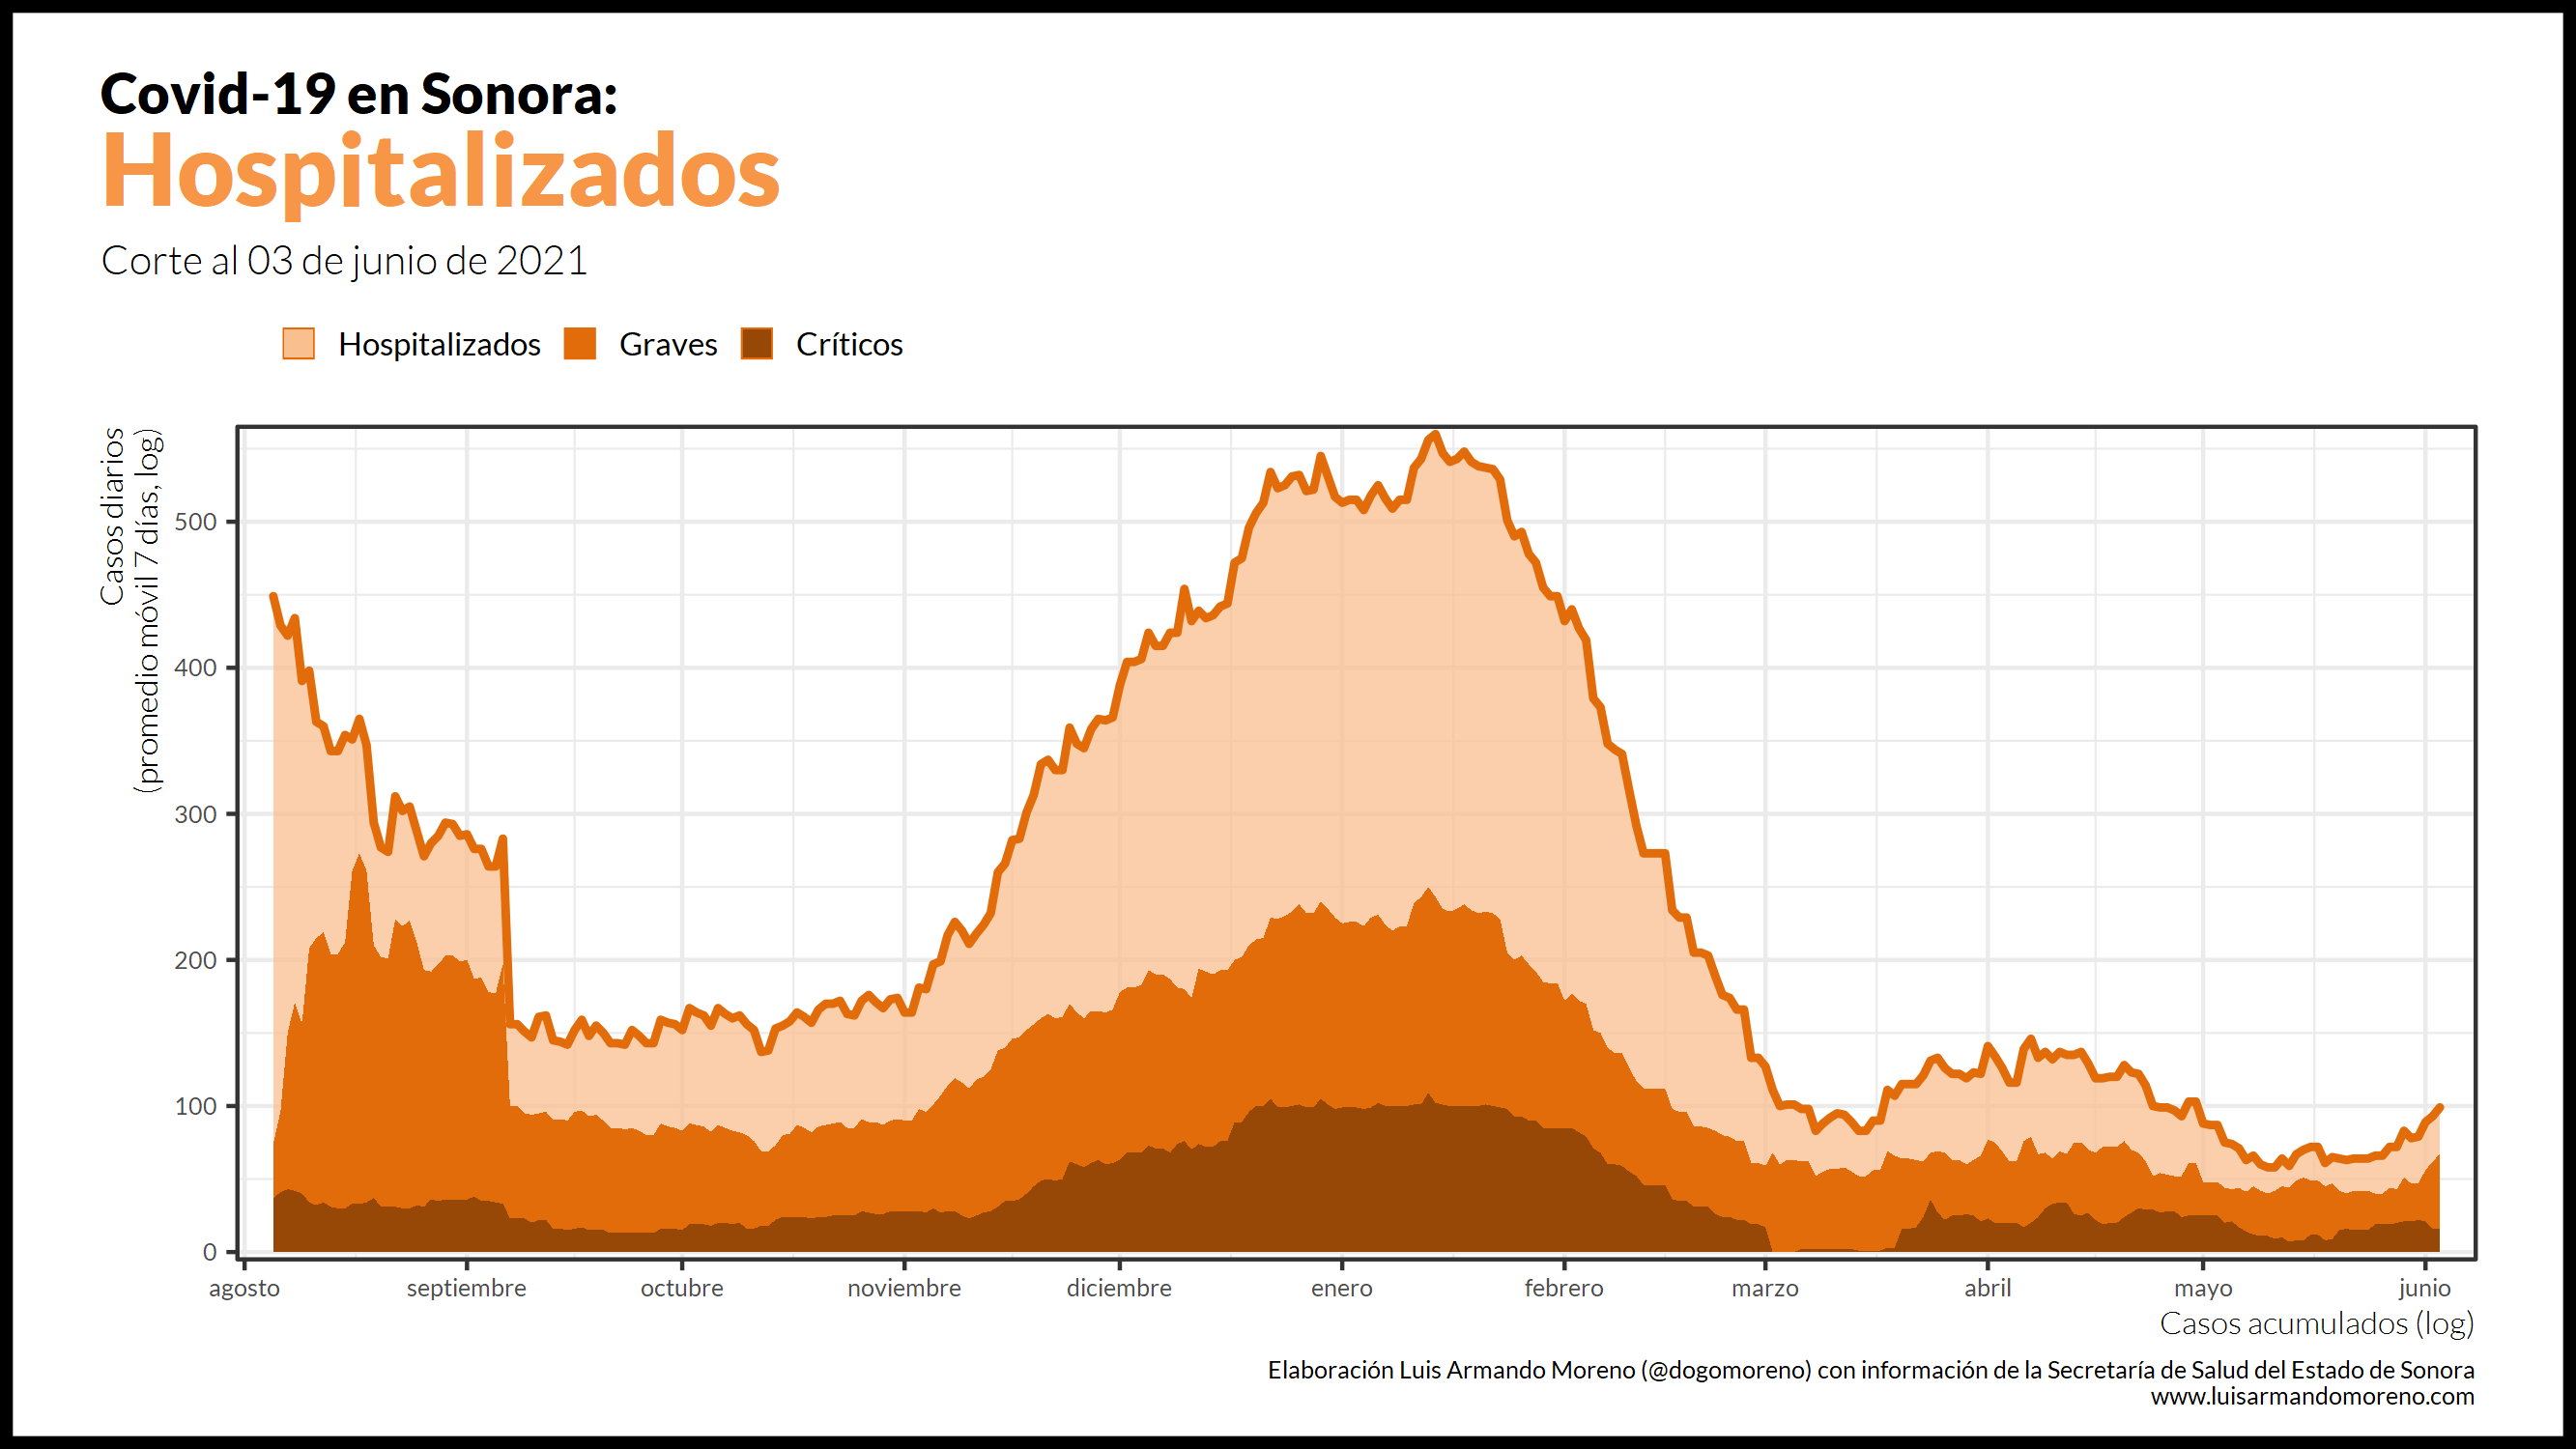 Covid-19 en Sonora:
Hospitalizados
Corte al 03 de junio de 2021
Hospitalizados Graves Críticos
Casos diarios
(promedio móvil 7 días, log)
500
400
300
200
100
0
agosto septiembre octubre noviembre diciembre enero febrero marzo abril mayo junio
Casos acumulados (log)
Elaboración Luis Armando Moreno (@dogomoreno) con información de la Secretaría de Salud del Estado de Sonora
www.luisarmandomoreno.com